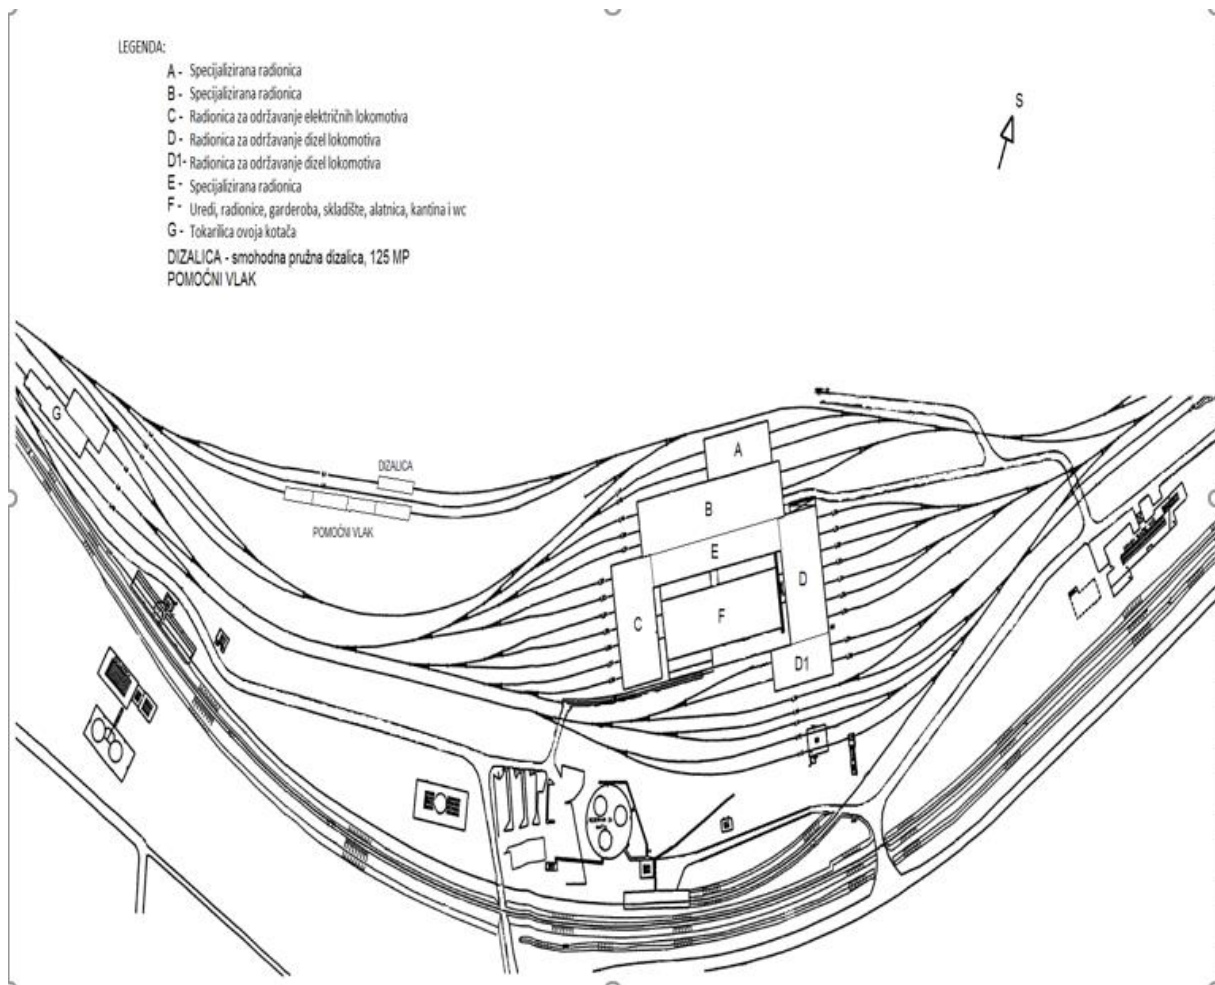 LEGENDA:
A - Specijalizirana radionica
B - Specijalizirana radionica
C - Radionica za održavanje električnih lokomotiva
D - Radionica za održavanje dizel lokomotiva
D1- Radionica za održavanje dizel lokomotiva
E - Specijalizirana radionica
F - Uredi, radionice, garderoba, skladište, alatnica, kantina i wc
G - Tokarilica ovoja kotača
DIZALICA - smohodna pružna dizalica, 125 MP
POMOĆNI VLAK
S
G
DIZALICA
POMOĆNI VLAK
A
B
E
D
C
F
D1